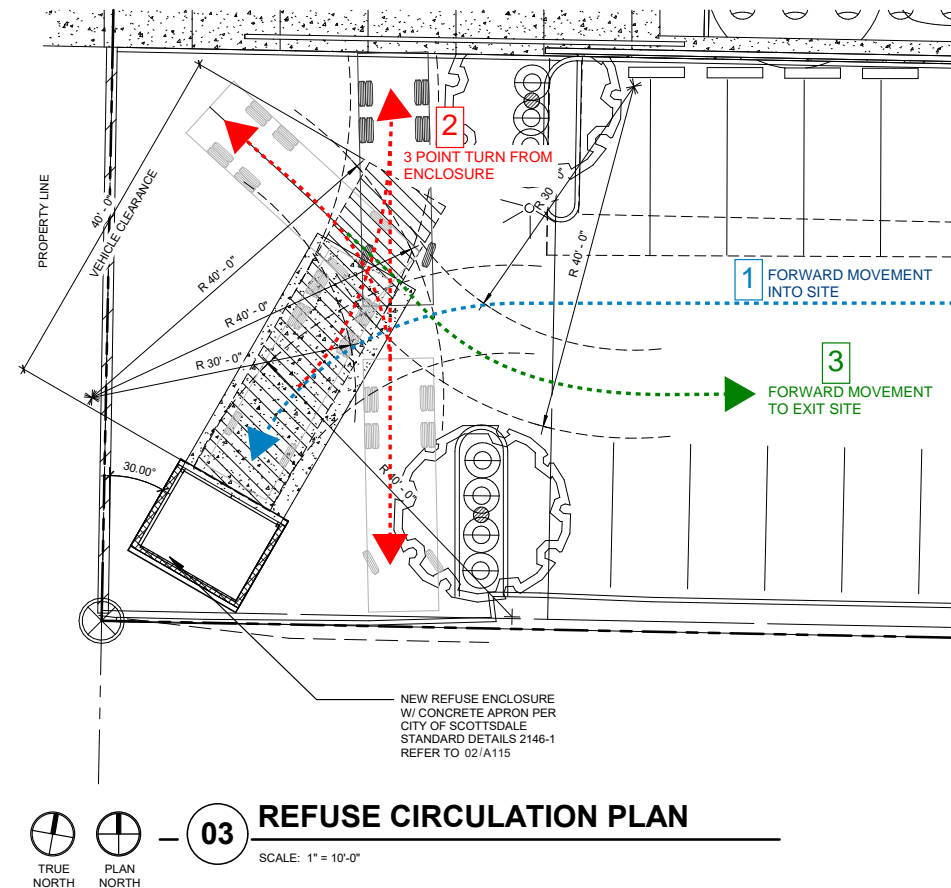 2
3 POINT TURN FROM
ENCLOSURE
PROPERTY LINE
40' - 0"
VEHICLE CLEARANCE
R 40' - 0"
R 40' - 0"
R 30' - 0"
R 30
R 40' - 0"
1
FORWARD MOVEMENT
INTO SITE
3
FORWARD MOVEMENT
TO EXIT SITE
30.00°
R 40' - 0"
NEW REFUSE ENCLOSURE
W/ CONCRETE APRON PER
CITY OF SCOTTSDALE
STANDARD DETAILS 2146-1
REFER TO 02/A115
TRUE
NORTH
PLAN
NORTH
03
REFUSE CIRCULATION PLAN
SCALE: 1" = 10'-0"